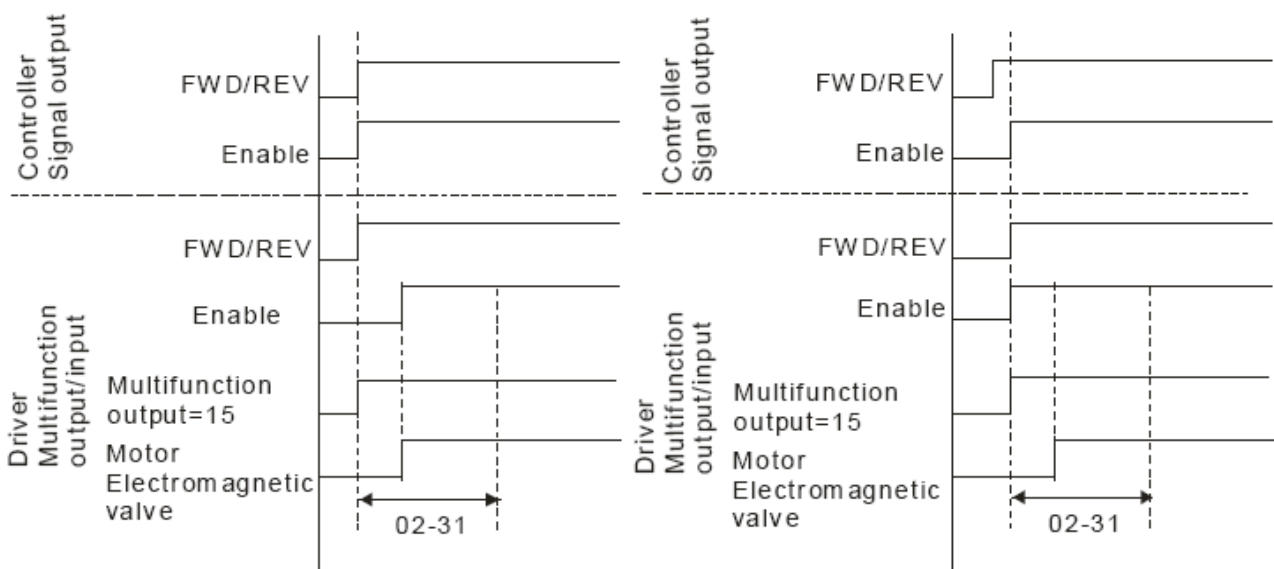 Controller
Signal output
FWD/REV
Enable
Driver
Multifunction
output/input
FWD/REV
Enable
Multifunction
output=15
Motor
Electromagnetic
valve
02-31
Controller
Signal output
FWD/REV
Enable
Driver
Multifunction
output/input
FWD/REV
Enable
Multifunction
output=15
Motor
Electromagnetic
valve
02-31